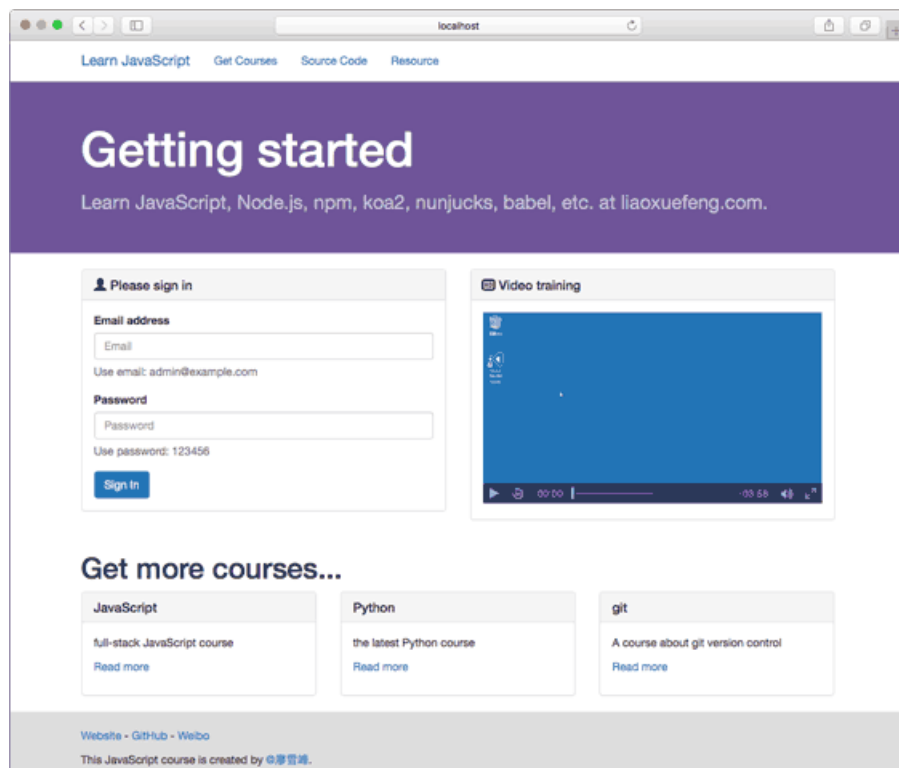 localhost
Learn JavaScript Get Courses Source Code Resource
Getting started
Learn JavaScript, Node.js, npm, koa2, nunjucks, babel, etc. at liaoxuefeng.com.
Please sign in
Email address
Email
Use email: admin@example.com
Password
Password
Use password: 123456
Sign In
Video training
00:00 -03:58
Get more courses...
JavaScript
full-stack JavaScript course
Read more
Python
the latest Python course
Read more
git
A course about git version control
Read more
Website - GitHub - Weibo
This JavaScript course is created by @廖雪峰.